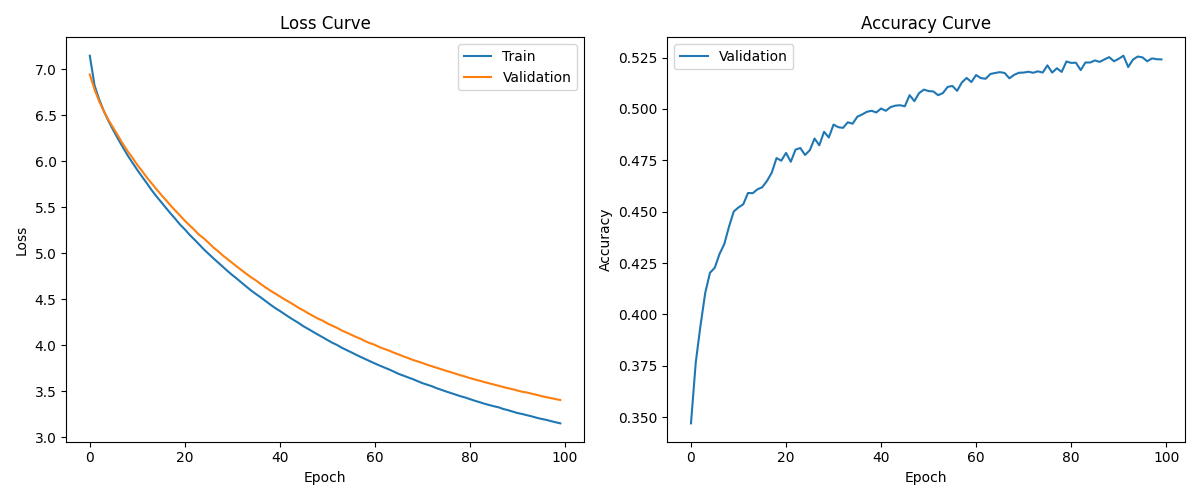 Loss Curve
Train
Validation
7.0
6.5
6.0
5.5
5.0
4.5
4.0
3.5
3.0
Loss
0 20 40 60 80 100
Epoch
Accuracy Curve
Validation
0.525
0.500
0.475
0.450
0.425
0.400
0.375
0.350
Accuracy
0 20 40 60 80 100
Epoch